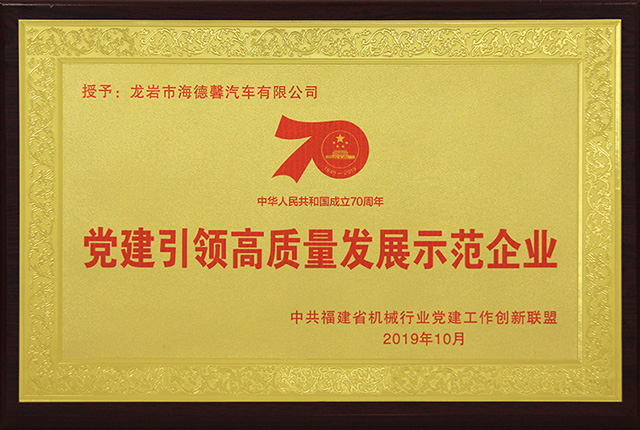 授予：龙岩市海德馨汽车有限公司
70
1949-2019
中华人民共和国成立70周年
党建引领高质量发展示范企业
中共福建省机械行业党建工作创新联盟
2019年10月